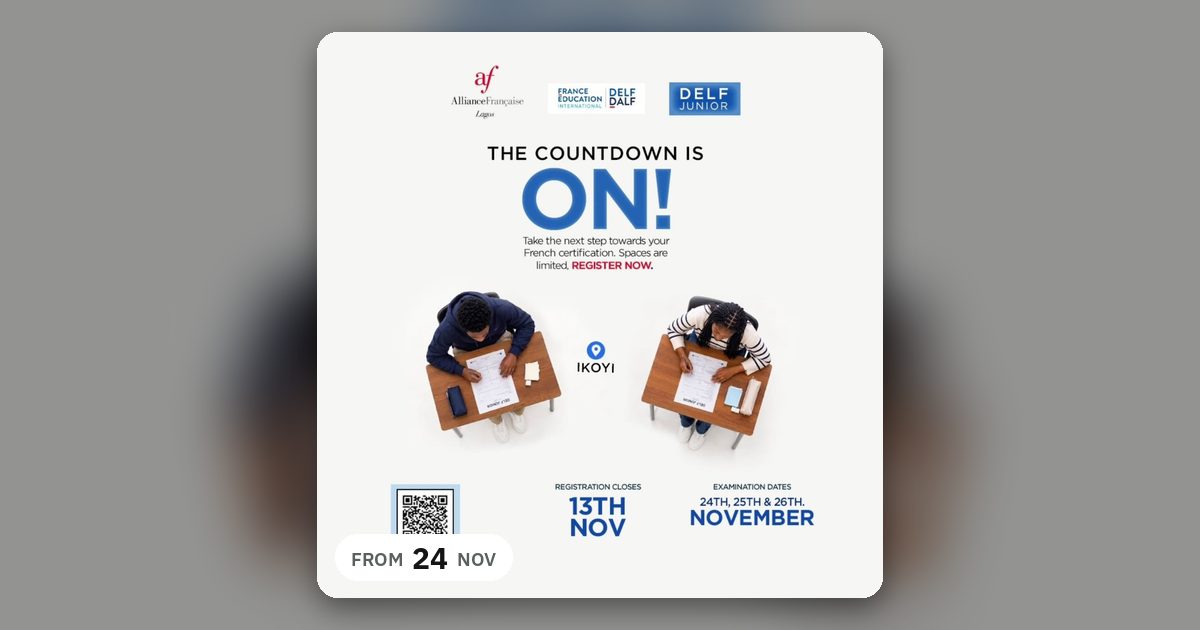 af
AllianceFrançaise
Lagos
FRANCE
ÉDUCATION
INTERNATIONAL
DELF
DALF
DELF
JUNIOR
THE COUNTDOWN IS
ON!
Take the next step towards your
French certification. Spaces are
limited, REGISTER NOW.
IKOYI
REGISTRATION CLOSES
13TH
NOV
EXAMINATION DATES
24TH, 25TH & 26TH.
NOVEMBER
FROM 24 NOV